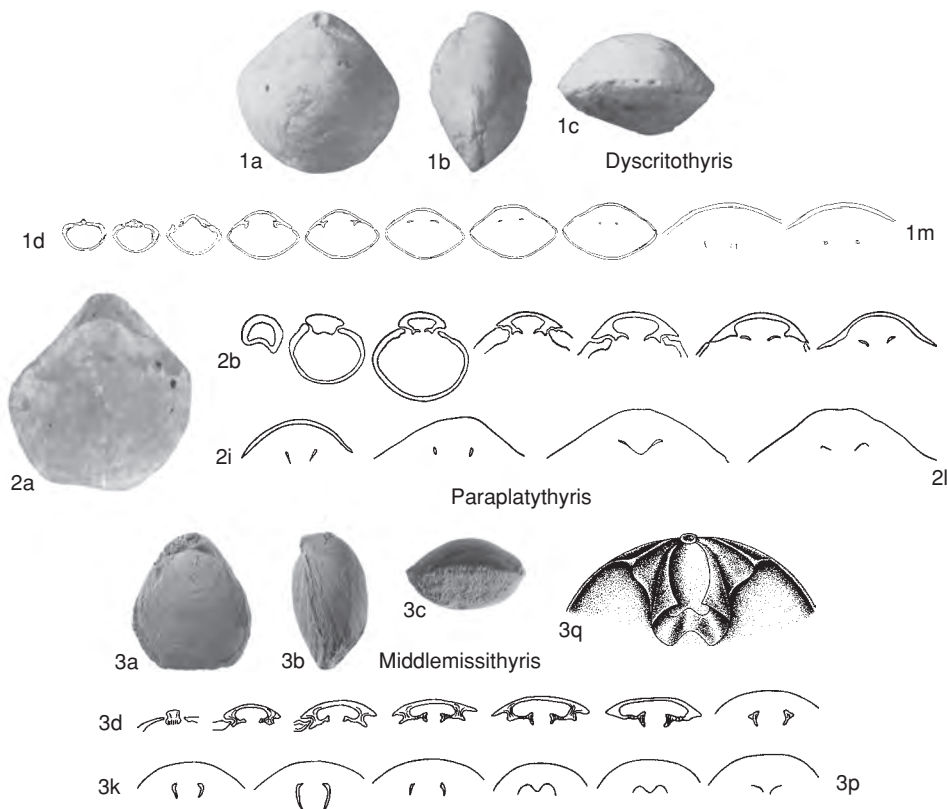 1a
1b
1c
Dyscritothyris
1d
1m
2a
2b
2i
2l
Paraplatythyris
3a
3b
3c
3q
Middlemissithyris
3d
3k
3p